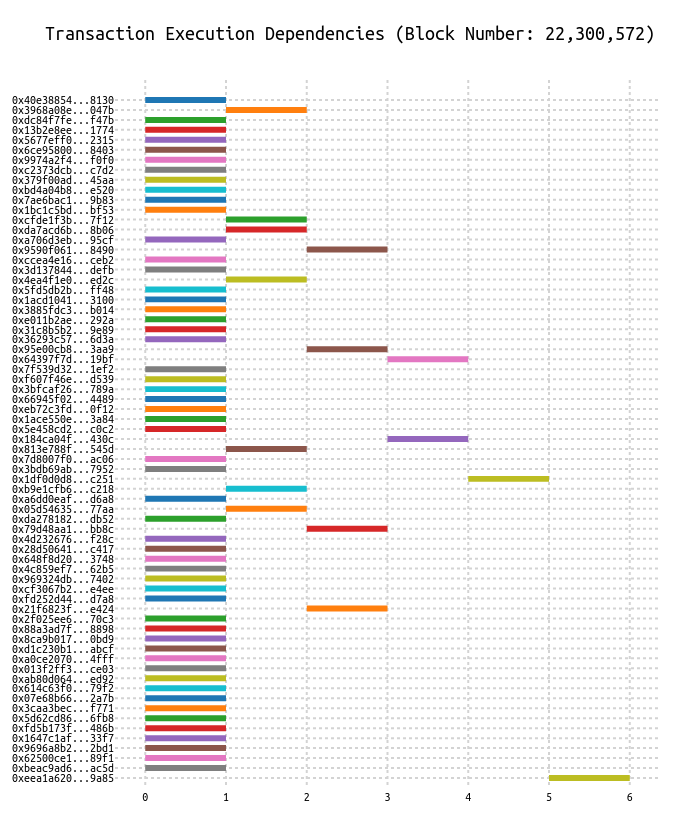 Transaction Execution Dependencies (Block Number: 22,300,572)
0x40e38854...8130
0x3968a08e...047b
0xdc84f7fe...f47b
0x13b2e8ee...1774
0x5677eff0...2315
0x6ce95800...8403
0x9974a2f4...f0f0
0xc2373dcb...c7d2
0x379f00ad...45aa
0xbd4a04b8...e520
0x7ae6bac1...9b83
0x1bc1c5bd...bf53
0xcfde1f3b...7f12
0xda7acd6b...8b06
0xa706d3eb...95cf
0x9590f061...8490
0xccea4e16...ceb2
0x3d137844...defb
0x4ea4f1e0...ed2c
0x5fd5db2b...ff48
0x1acd1041...3100
0x3885fdc3...b014
0xe011b2ae...292a
0x31c8b5b2...9e89
0x36293c57...6d3a
0x95e00cb8...3aa9
0x64397f7d...19bf
0x7f539d32...1ef2
0xf607f46e...d539
0x3bfcaf26...789a
0x66945f02...4489
0xeb72c3fd...0f12
0x1ace550e...3a84
0x5e458cd2...c0c2
0x184ca04f...430c
0x813e788f...545d
0x7d8007f0...ac06
0x3bdb69ab...7952
0x1df0d0d8...c251
0xb9e1cfb6...c218
0xa6dd0eaf...d6a8
0x05d54635...77aa
0xda278182...db52
0x79d48aa1...bb8c
0x4d232676...f28c
0x28d50641...c417
0x648f8d20...3748
0x4c859ef7...62b5
0x969324db...7402
0xcf3067b2...e4ee
0xfd252d44...d7a8
0x21f6823f...e424
0x2f025ee6...70c3
0x88a3ad7f...8898
0x8ca9b017...0bd9
0xd1c230b1...abcf
0xa0ce2070...4fff
0x013f2ff3...ce03
0xab80d064...ed92
0x614c63f0...79f2
0x07e68b66...2a7b
0x3caa3bec...f771
0x5d62cd86...6fb8
0xfd5b173f...486b
0x1647c1af...33f7
0x9696a8b2...2bd1
0x62500ce1...89f1
0xbeac9ad6...ac5d
0xeea1a620...9a85
0 1 2 3 4 5 6